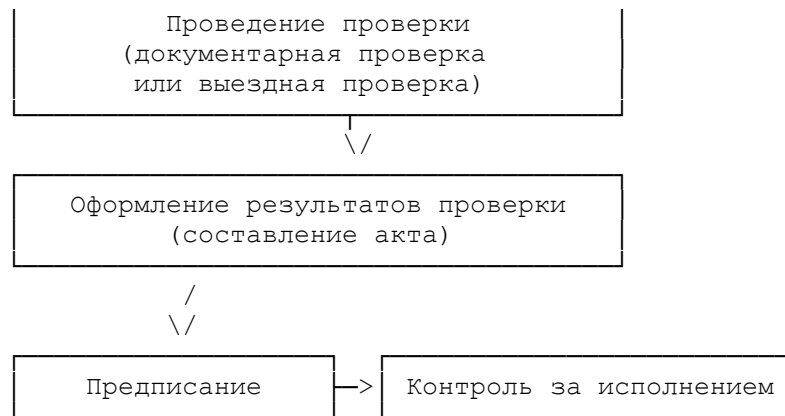 Проведение проверки
(документарная проверка
или выездная проверка)
Оформление результатов проверки
(составление акта)
Предписание
Контроль за исполнением